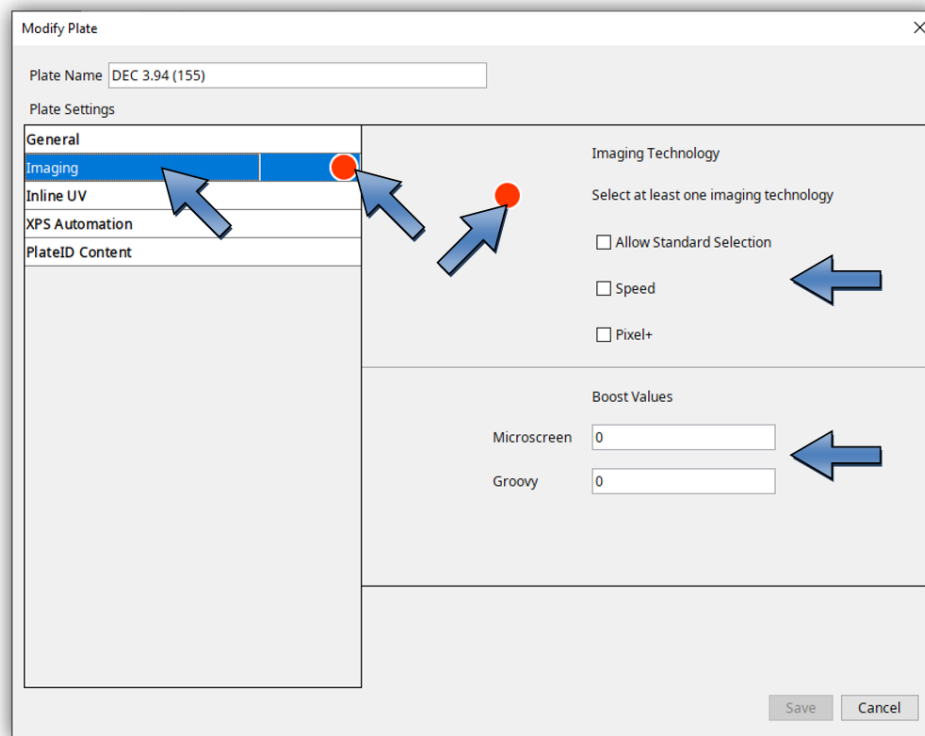 Modify Plate
Plate Name DEC 3.94 (155)
Plate Settings
General
Imaging
Inline UV
XPS Automation
PlateID Content
Imaging Technology
Select at least one imaging technology
Allow Standard Selection
Speed
Pixel+
Boost Values
Microscreen 0
Groovy 0
Save Cancel